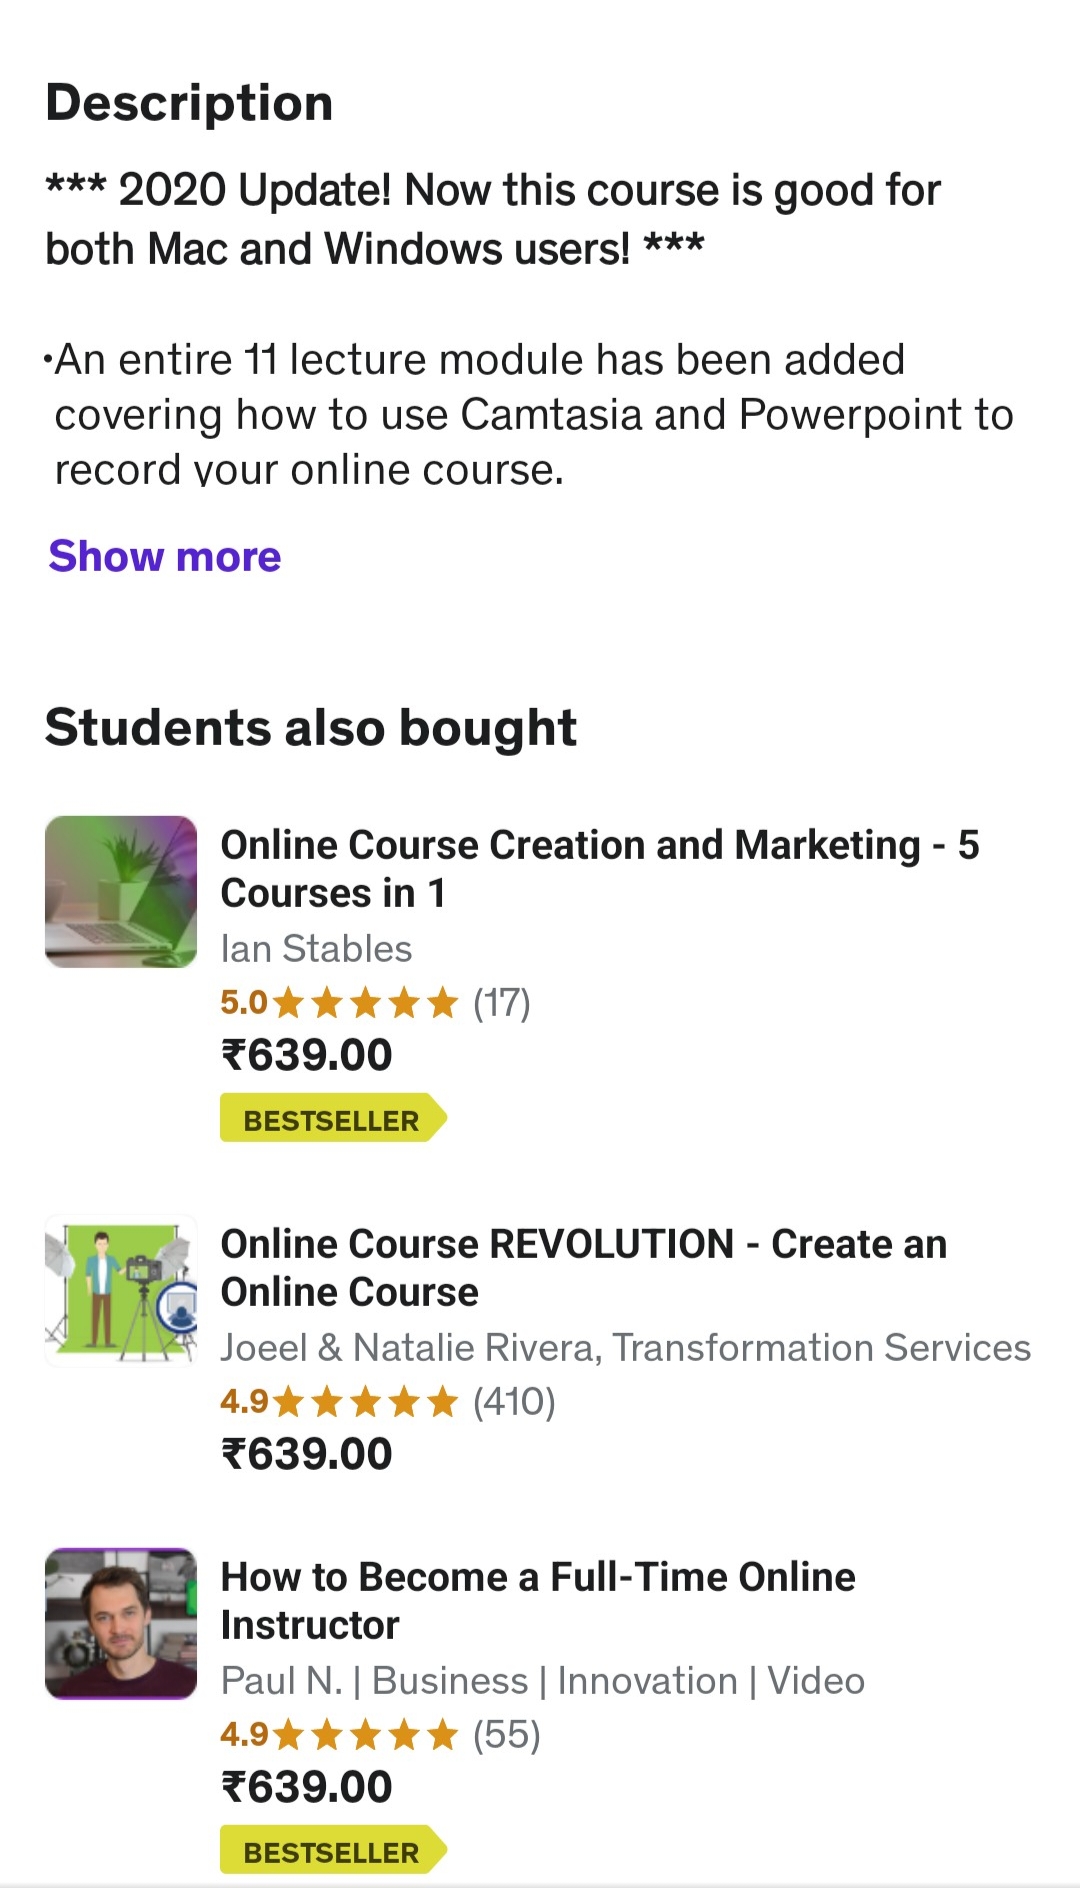 Description
*** 2020 Update! Now this course is good for
both Mac and Windows users! ***
•An entire 11 lecture module has been added
covering how to use Camtasia and Powerpoint to
record your online course.
Show more
Students also bought
Online Course Creation and Marketing - 5
Courses in 1
Ian Stables
5.0 ★★★★★ (17)
₹639.00
BESTSELLER
Online Course REVOLUTION - Create an
Online Course
Joeel & Natalie Rivera, Transformation Services
4.9 ★★★★★ (410)
₹639.00
How to Become a Full-Time Online
Instructor
Paul N. | Business | Innovation | Video
4.9 ★★★★★ (55)
₹639.00
BESTSELLER